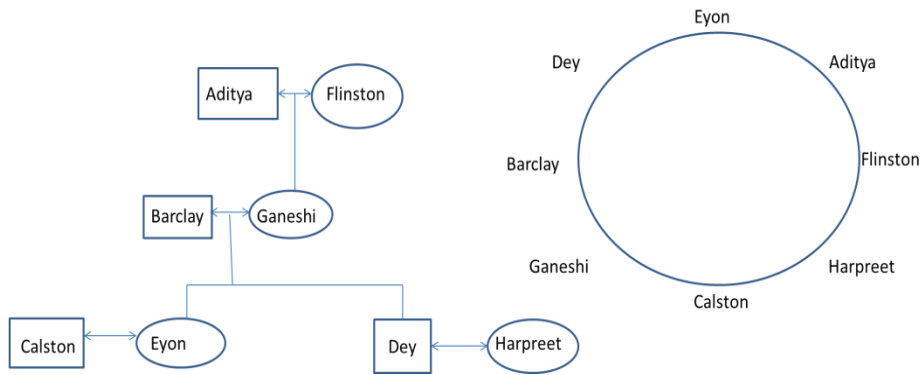 Aditya
Flinston
Barclay
Ganeshi
Calston
Eyon
Dey
Harpreet
Eyon
Dey
Aditya
Barclay
Flinston
Ganeshi
Harpreet
Calston